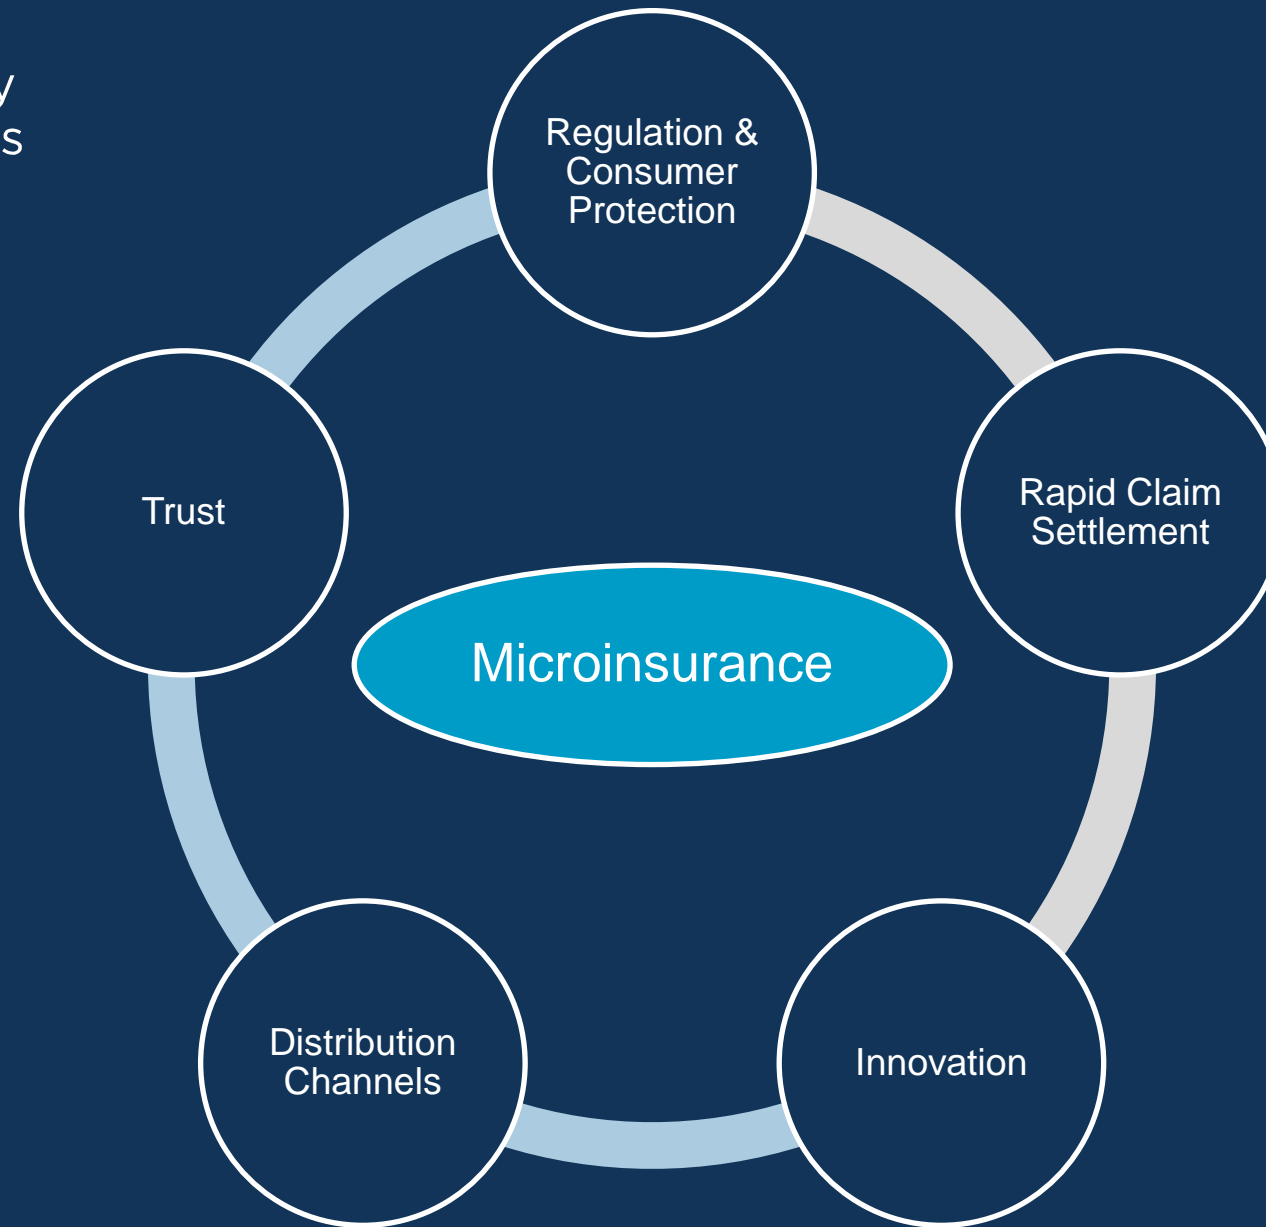 Regulation &
Consumer
Protection
Trust
Rapid Claim
Settlement
Microinsurance
Distribution
Channels
Innovation